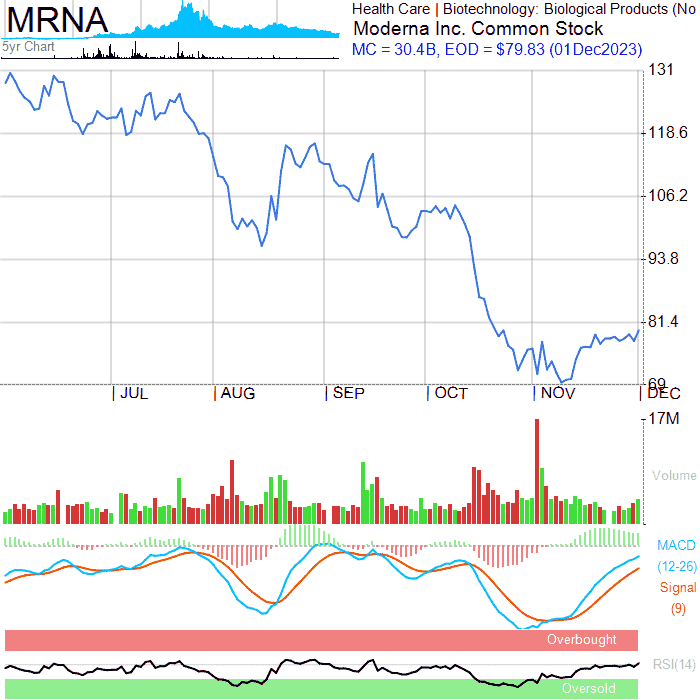 MRNA
Health Care | Biotechnology: Biological Products (No
5yr Chart
Moderna Inc. Common Stock
MC = 30.4B, EOD = $79.83 (01Dec2023)
131
118.6
106.2
93.8
81.4
69
| JUL | AUG | SEP | OCT | NOV | DEC
17M
Volume
MACD
(12-26)
Signal
(9)
Overbought
RSI(14)
Oversold